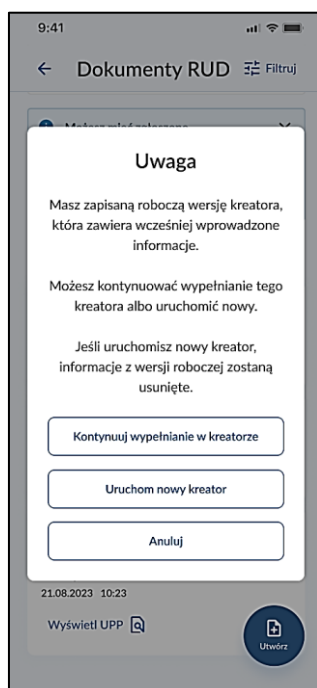 9:41
Dokumenty RUD Filtruj
Uwaga
Masz zapisaną roboczą wersję kreatora,
która zawiera wcześniej wprowadzone
informacje.
Możesz kontynuować wypełnianie tego
kreatora albo uruchomić nowy.
Jeśli uruchomisz nowy kreator,
informacje z wersji roboczej zostaną
usunięte.
Kontynuuj wypełnianie w kreatorze
Uruchom nowy kreator
Anuluj
21.08.2023 10:23
Wyświetl UPP
Utwórz